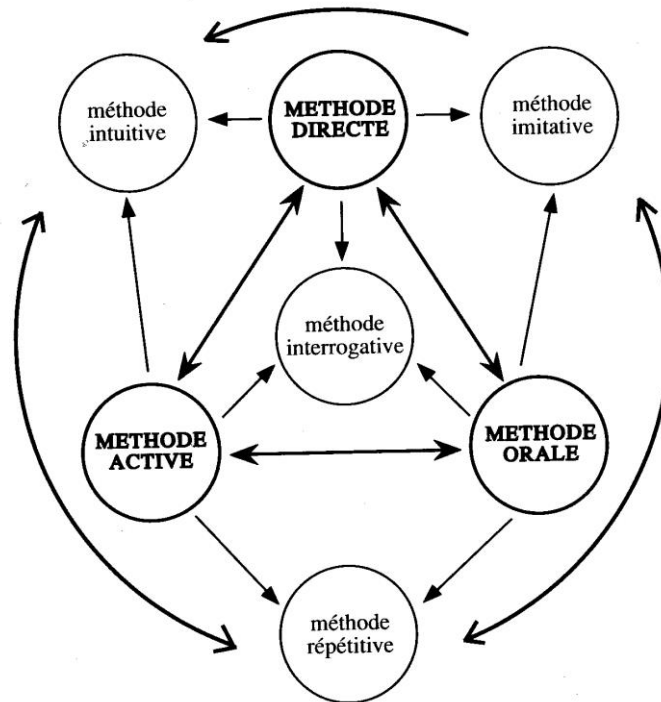 méthode
intuitive
METHODE
DIRECTE
méthode
imitative
méthode
interrogative
METHODE
ACTIVE
METHODE
ORALE
méthode
répétitive